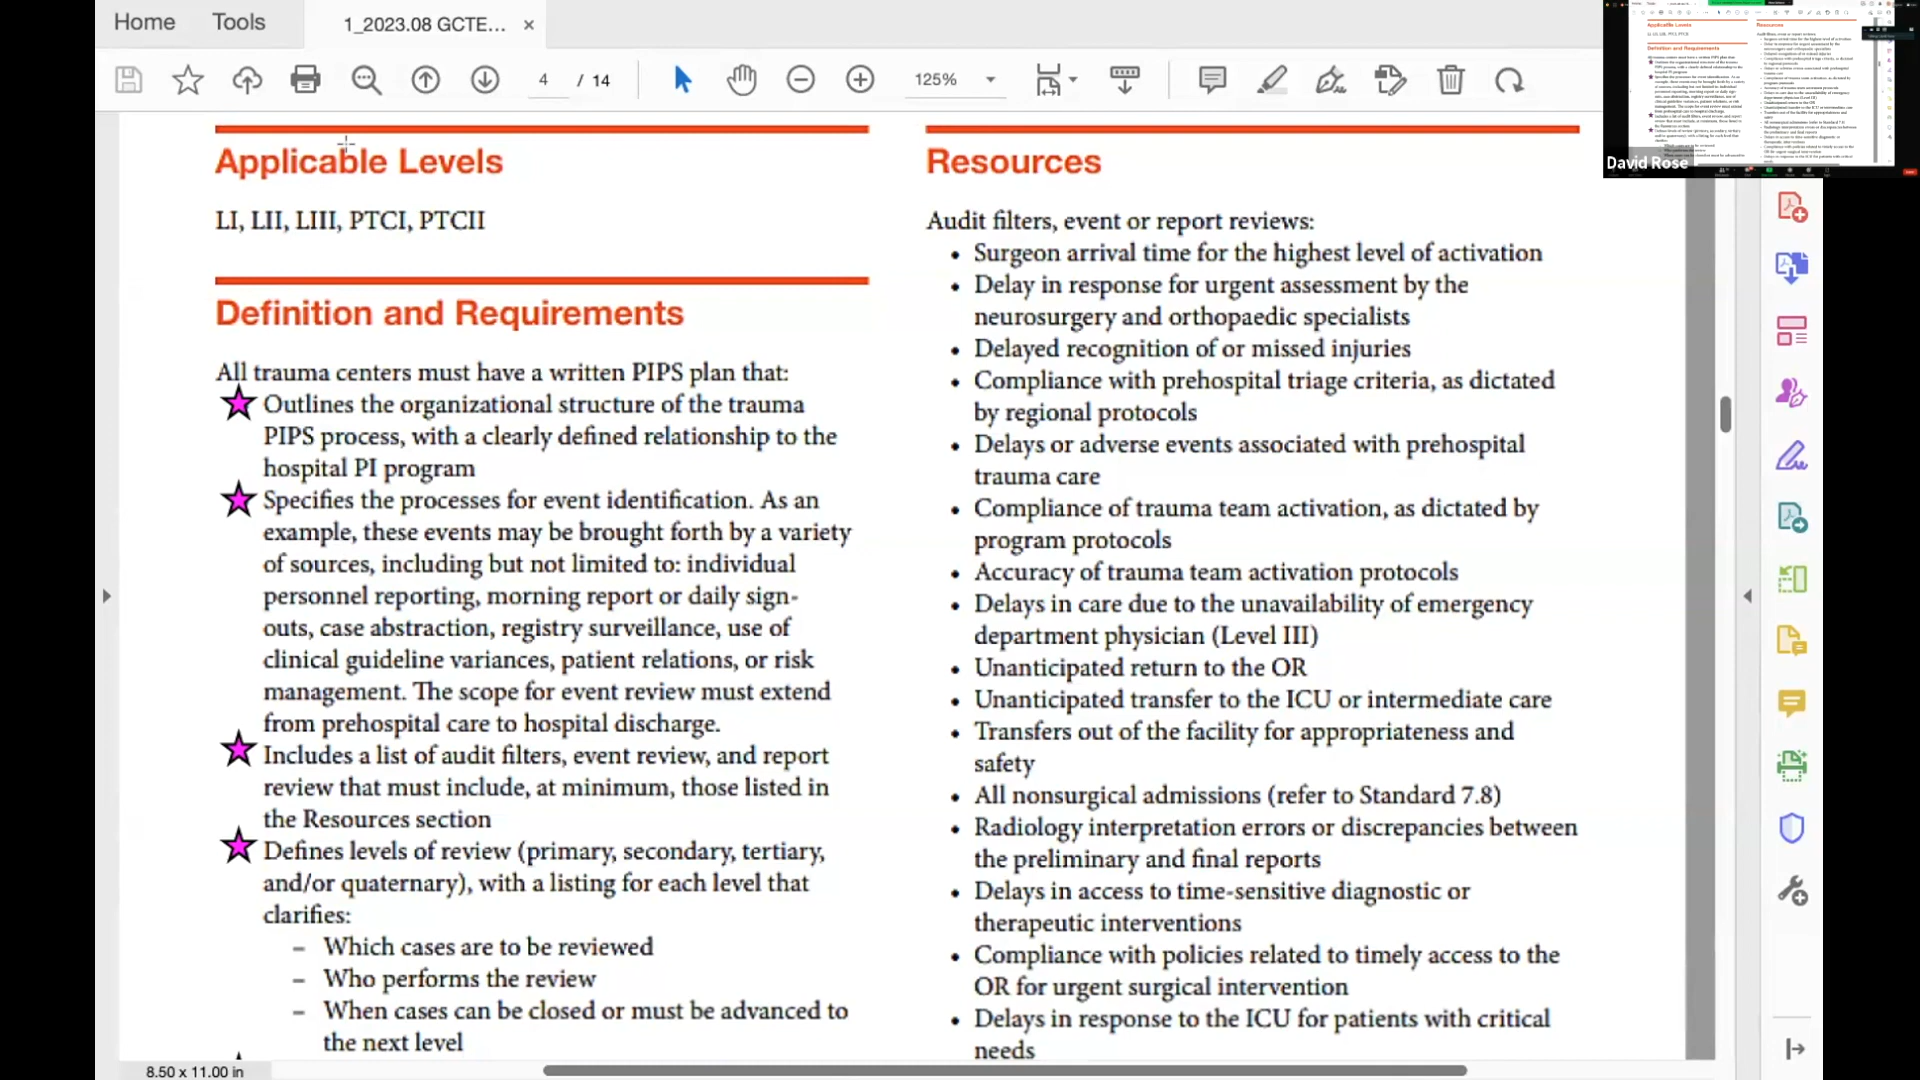 Home
Tools
1_2023.08 GCTE...
4 / 14
125%
David Rose
Applicable Levels
LI, LII, LIII, PTCI, PTCII
Definition and Requirements
All trauma centers must have a written PIPS plan that:
Outlines the organizational structure of the trauma
PIPS process, with a clearly defined relationship to the
hospital PI program
Specifies the processes for event identification. As an
example, these events may be brought forth by a variety
of sources, including but not limited to: individual
personnel reporting, morning report or daily sign-
outs, case abstraction, registry surveillance, use of
clinical guideline variances, patient relations, or risk
management. The scope for event review must extend
from prehospital care to hospital discharge.
Includes a list of audit filters, event review, and report
review that must include, at minimum, those listed in
the Resources section
Defines levels of review (primary, secondary, tertiary,
and/or quaternary), with a listing for each level that
clarifies:
– Which cases are to be reviewed
– Who performs the review
– When cases can be closed or must be advanced to
the next level
Resources
Audit filters, event or report reviews:
• Surgeon arrival time for the highest level of activation
• Delay in response for urgent assessment by the
neurosurgery and orthopaedic specialists
• Delayed recognition of or missed injuries
• Compliance with prehospital triage criteria, as dictated
by regional protocols
• Delays or adverse events associated with prehospital
trauma care
• Compliance of trauma team activation, as dictated by
program protocols
• Accuracy of trauma team activation protocols
• Delays in care due to the unavailability of emergency
department physician (Level III)
• Unanticipated return to the OR
• Unanticipated transfer to the ICU or intermediate care
• Transfers out of the facility for appropriateness and
safety
• All nonsurgical admissions (refer to Standard 7.8)
• Radiology interpretation errors or discrepancies between
the preliminary and final reports
• Delays in access to time-sensitive diagnostic or
therapeutic interventions
• Compliance with policies related to timely access to the
OR for urgent surgical intervention
• Delays in response to the ICU for patients with critical
needs
8.50 x 11.00 in